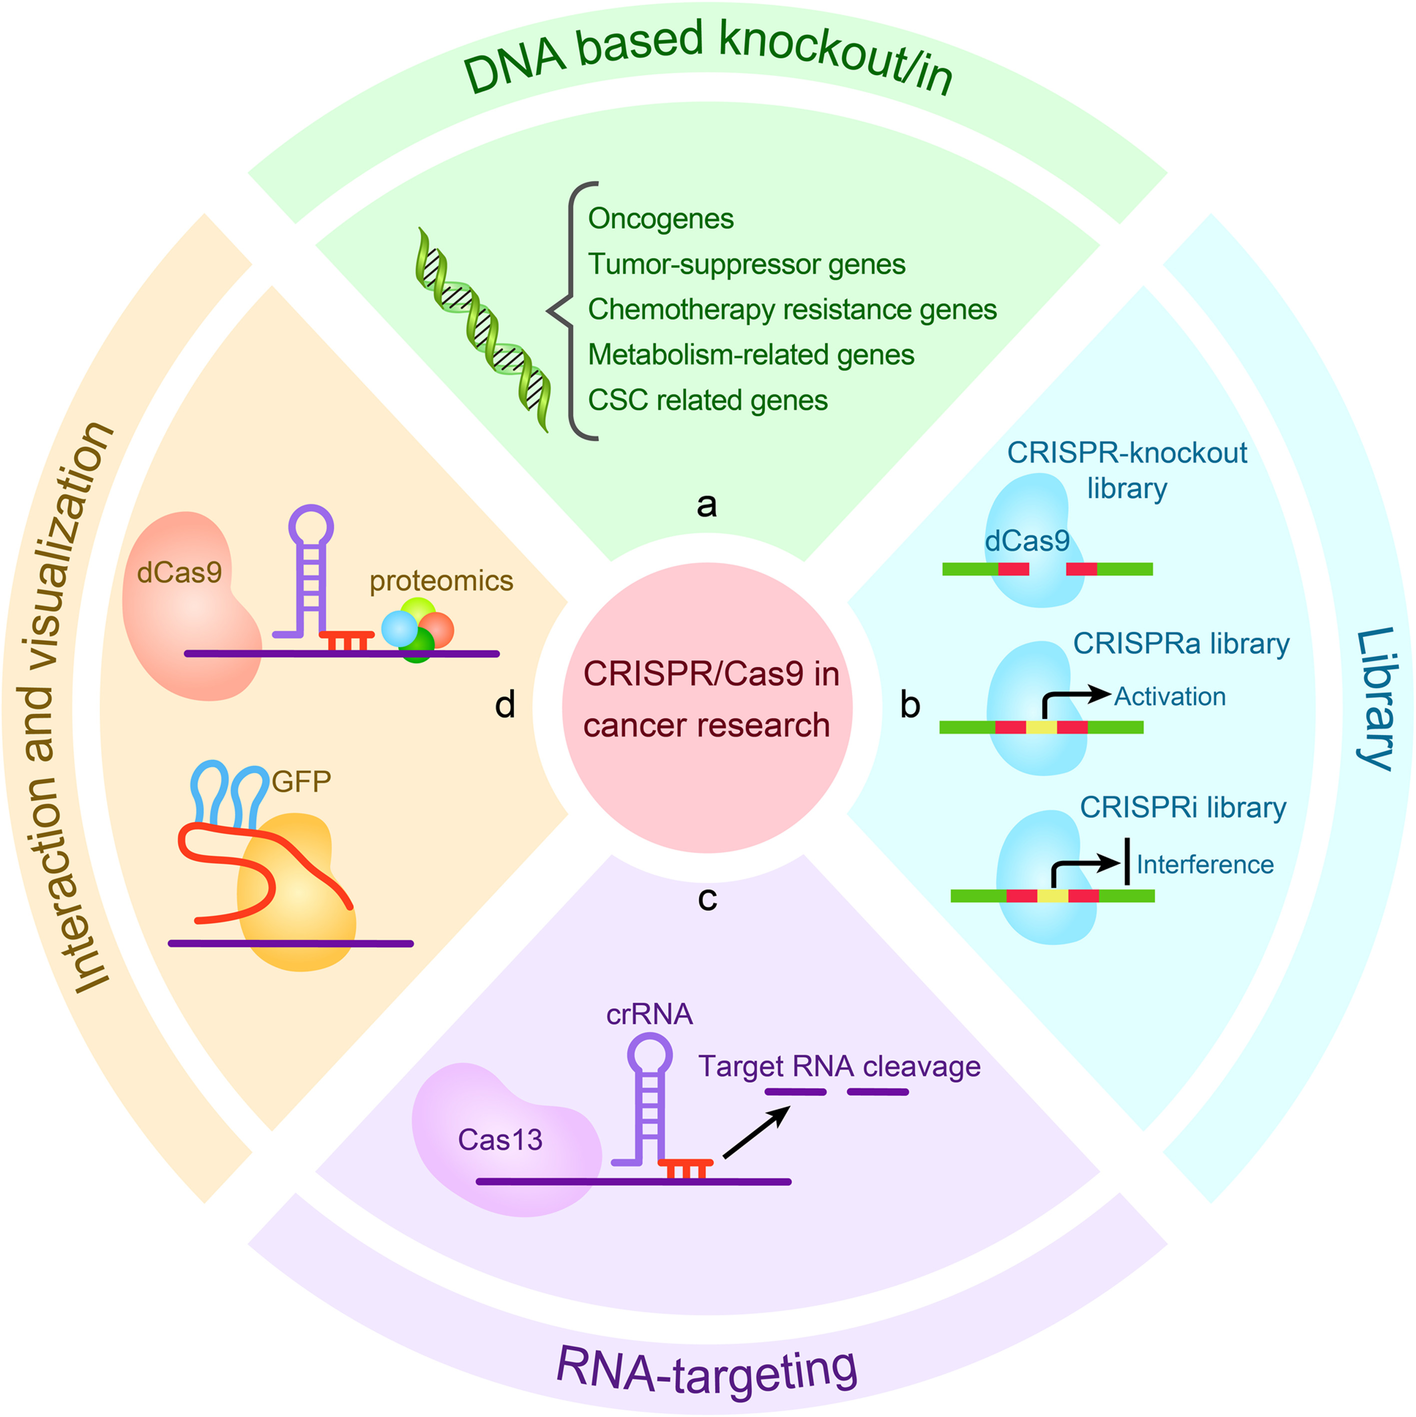 DNA based knockout/in
Oncogenes
Tumor-suppressor genes
Chemotherapy resistance genes
Metabolism-related genes
CSC related genes
a
CRISPR-knockout
library
dCas9
CRISPRa library
Activation
CRISPRi library
Interference
b
Library
CRISPR/Cas9 in
cancer research
c
crRNA
Target RNA cleavage
Cas13
RNA-targeting
d
dCas9
proteomics
GFP
Interaction and visualization